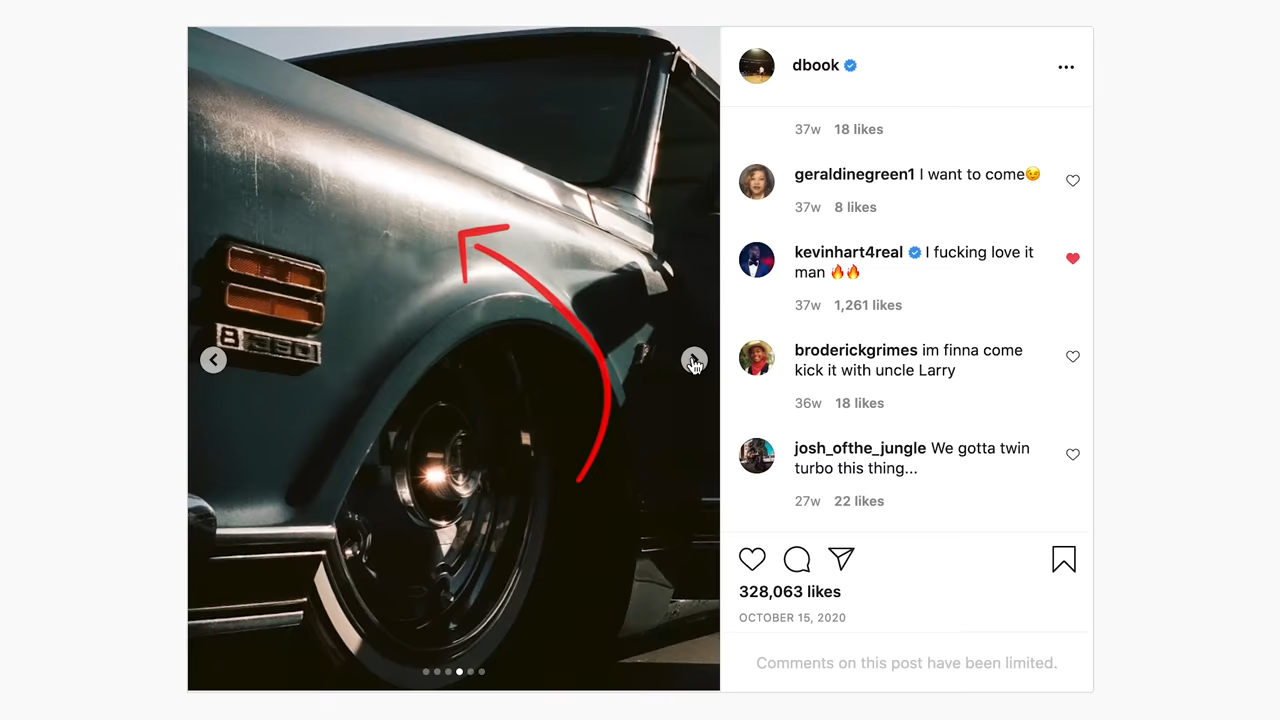 dbook
37w 18 likes
geraldinegreen1 I want to come😉
37w 8 likes
kevinhart4real I fucking love it
man 🔥🔥
37w 1,261 likes
broderickgrimes im finna come
kick it with uncle Larry
36w 18 likes
josh_ofthe_jungle We gotta twin
turbo this thing...
27w 22 likes
328,063 likes
OCTOBER 15, 2020
Comments on this post have been limited.